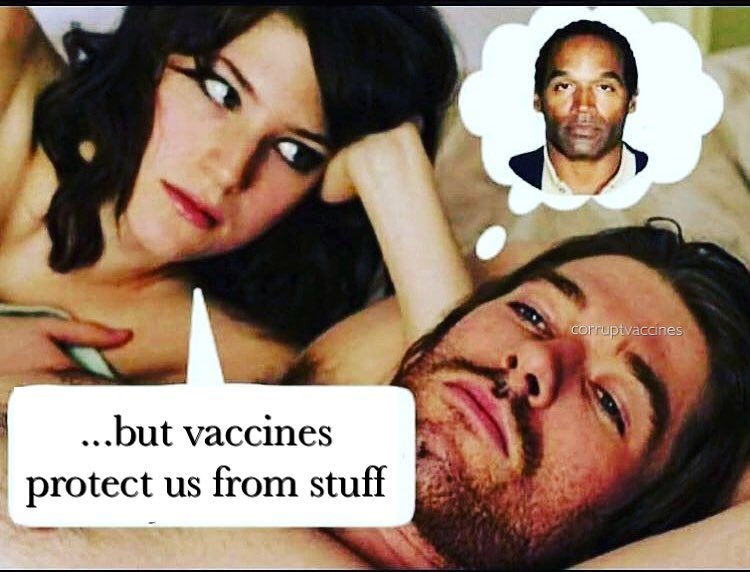 corruptvaccines
...but vaccines
protect us from stuff